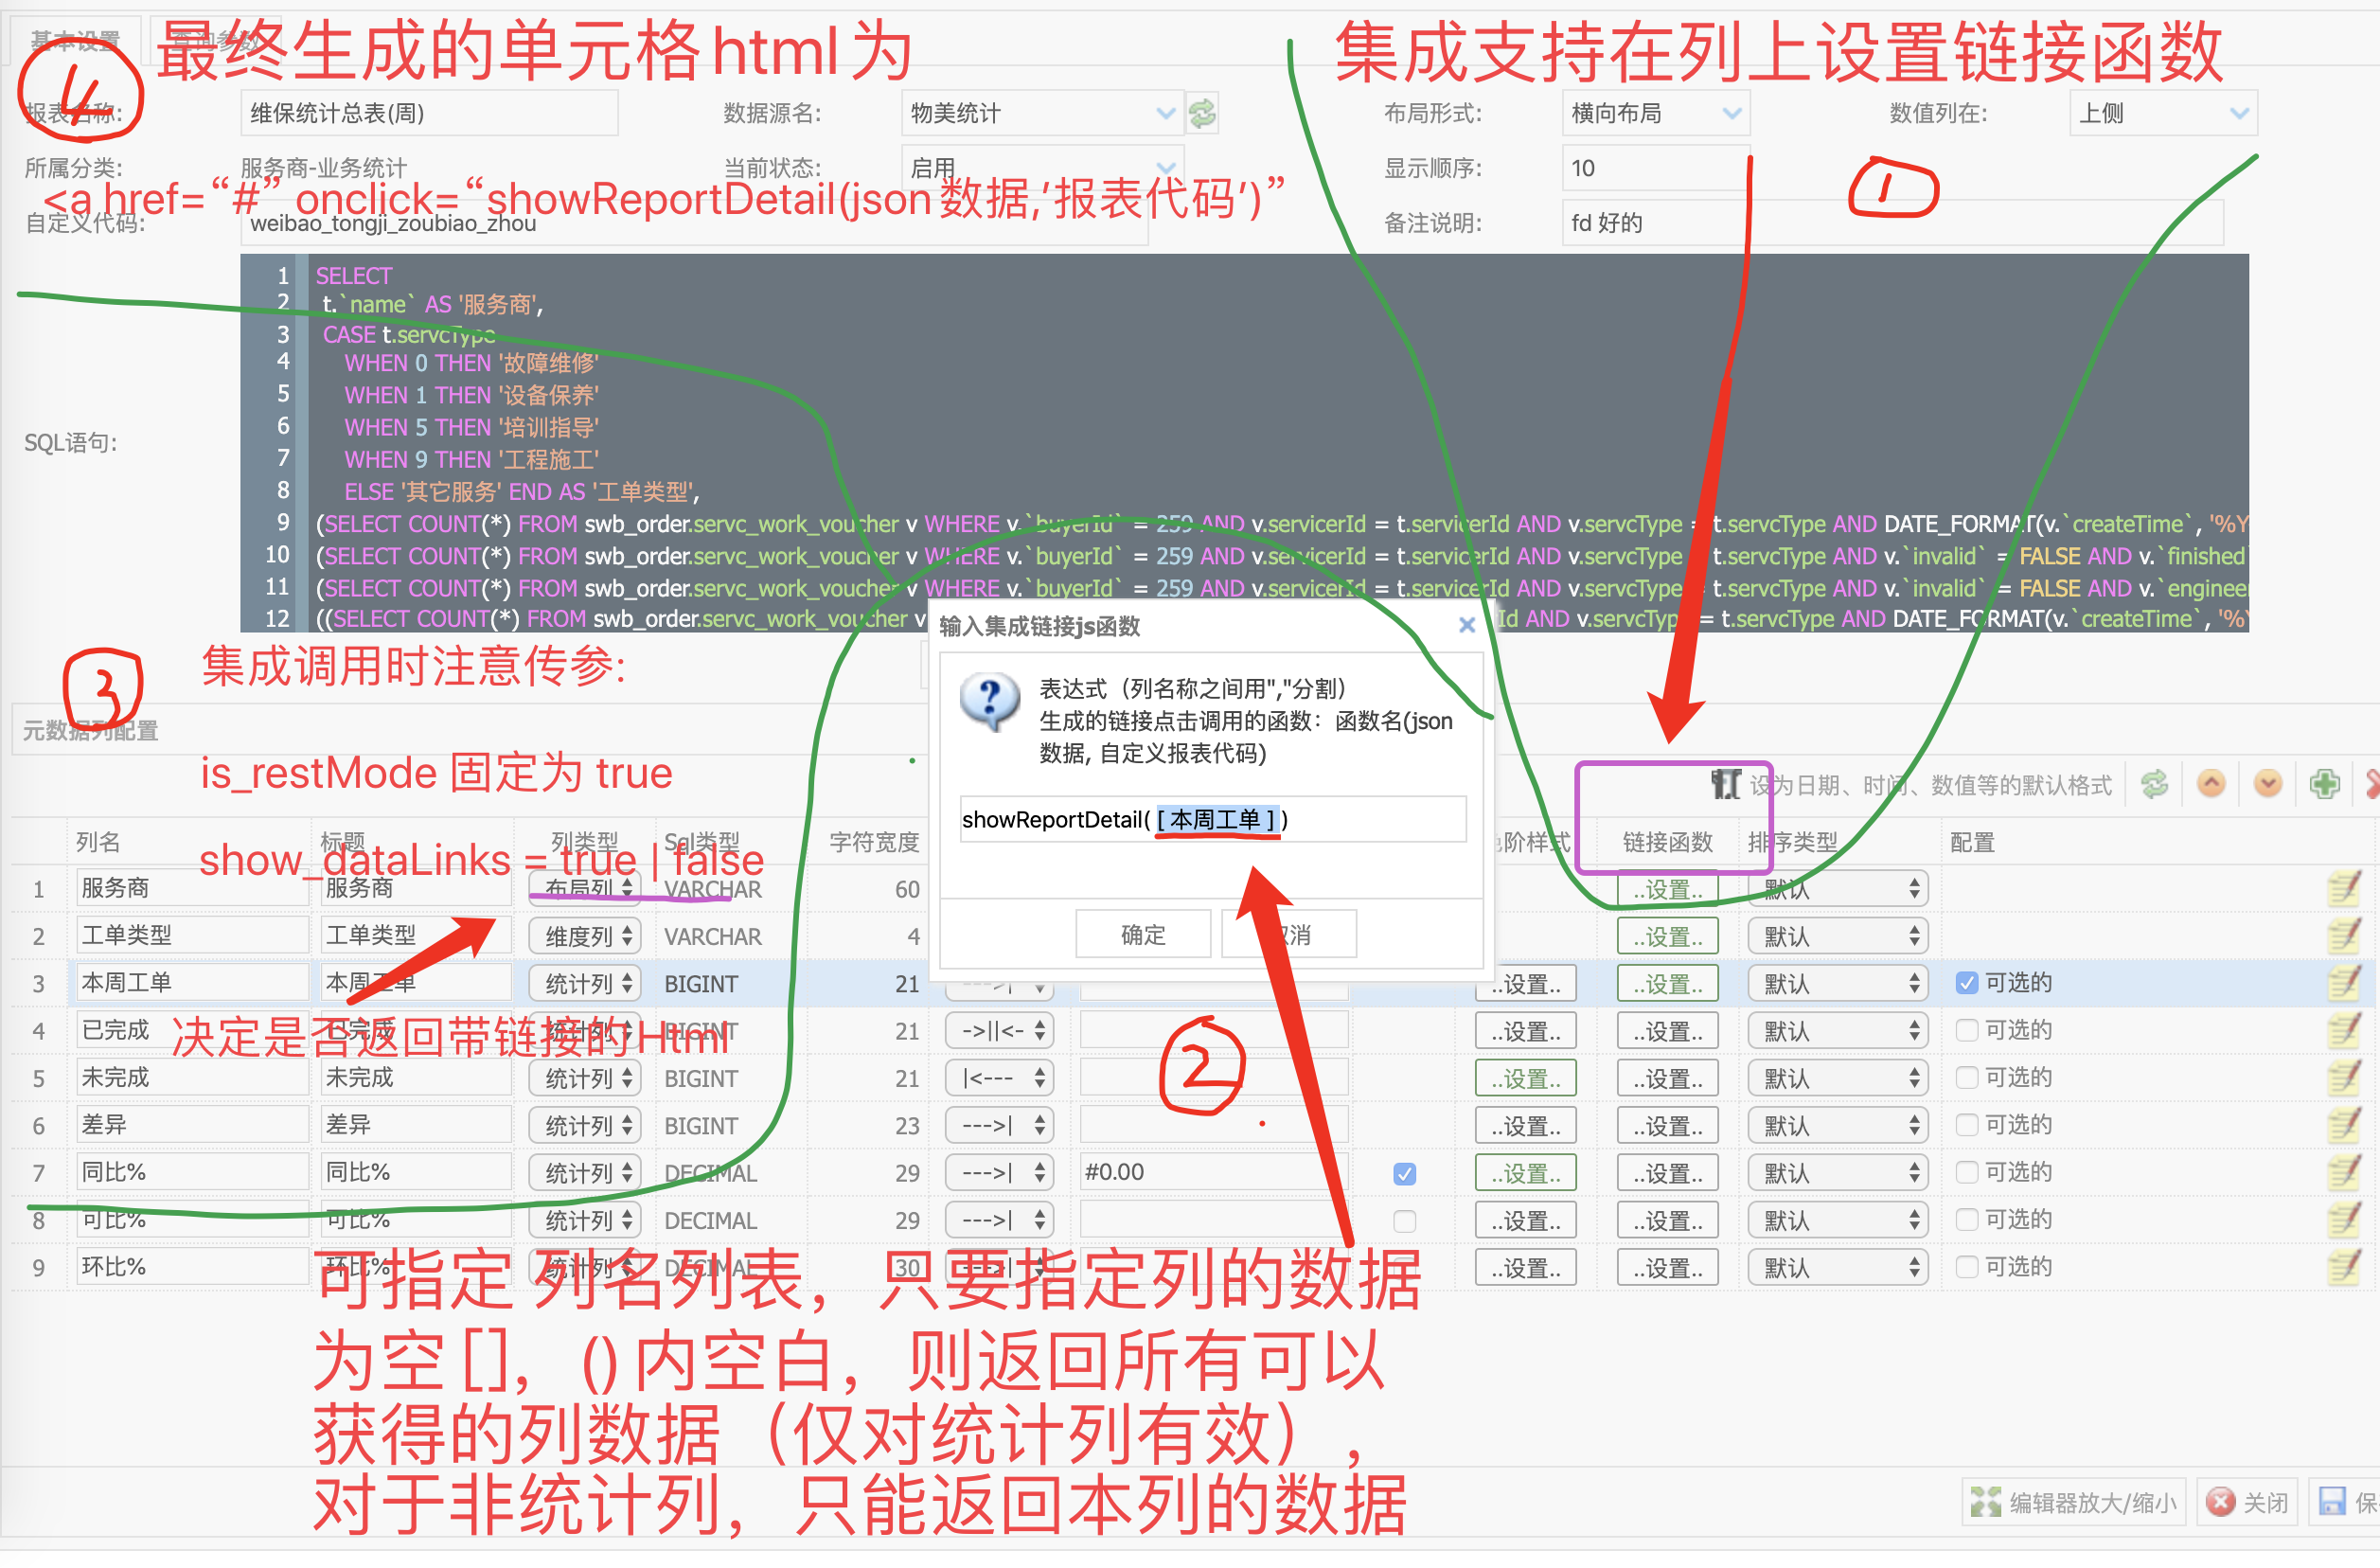 基本设置 查询参数
④ 最终生成的单元格html为
集成支持在列上设置链接函数
报表名称: 维保统计总表(周) 数据源名: 物美统计 布局形式: 横向布局 数值列在: 上侧
所属分类: 服务商-业务统计 当前状态: 启用 显示顺序: 10
①
<a href=“#” onclick=“showReportDetail(json数据,'报表代码')”
自定义代码: weibao_tongji_zoubiao_zhou 备注说明: fd 好的
SQL语句:
1 SELECT
2 t.`name` AS '服务商',
3 CASE t.servcType
4 WHEN 0 THEN '故障维修'
5 WHEN 1 THEN '设备保养'
6 WHEN 5 THEN '培训指导'
7 WHEN 9 THEN '工程施工'
8 ELSE '其它服务' END AS '工单类型',
9 (SELECT COUNT(*) FROM swb_order.servc_work_voucher v WHERE v.`buyerId` = 259 AND v.servicerId = t.servicerId AND v.servcType = t.servcType AND DATE_FORMAT(v.`createTime`, '%Y
10 (SELECT COUNT(*) FROM swb_order.servc_work_voucher v WHERE v.`buyerId` = 259 AND v.servicerId = t.servicerId AND v.servcType = t.servcType AND v.`invalid` = FALSE AND v.`finished`
11 (SELECT COUNT(*) FROM swb_order.servc_work_voucher v WHERE v.`buyerId` = 259 AND v.servicerId = t.servicerId AND v.servcType = t.servcType AND v.`invalid` = FALSE AND v.`engineer
12 ((SELECT COUNT(*) FROM swb_order.servc_work_voucher v Id AND v.servcType = t.servcType AND DATE_FORMAT(v.`createTime`, '%Y
输入集成链接js函数
③ 集成调用时注意传参:
表达式（列名称之间用","分割）
生成的链接点击调用的函数：函数名(json
数据, 自定义报表代码)
showReportDetail( [ 本周工单 ] )
确定 取消
元数据列配置
is_restMode 固定为 true
设为日期、时间、数值等的默认格式
列名 标题 列类型 Sql类型 字符宽度 阶样式 链接函数 排序类型 配置
show_dataLinks = true | false
1 服务商 服务商 布局列 VARCHAR 60 ..设置.. 默认
2 工单类型 工单类型 维度列 VARCHAR 4 ..设置.. 默认
3 本周工单 本周工单 统计列 BIGINT 21 --->| ..设置.. ..设置.. 默认 可选的
决定是否返回带链接的Html
4 已完成 已完成 统计列 BIGINT 21 ->||<- ..设置.. ..设置.. 默认 可选的
②
5 未完成 未完成 统计列 BIGINT 21 |<--- ..设置.. ..设置.. 默认 可选的
6 差异 差异 统计列 BIGINT 23 --->| ..设置.. ..设置.. 默认 可选的
7 同比% 同比% 统计列 DECIMAL 29 --->| #0.00 ..设置.. ..设置.. 默认 可选的
8 可比% 可比% 统计列 DECIMAL 29 --->| ..设置.. ..设置.. 默认 可选的
9 环比% 环比% 统计列 DECIMAL 30 --->| ..设置.. ..设置.. 默认 可选的
可指定 列名列表，只要指定列的数据
为空 []，() 内空白，则返回所有可以
获得的列数据（仅对统计列有效），
对于非统计列，只能返回本列的数据
编辑器放大/缩小 关闭